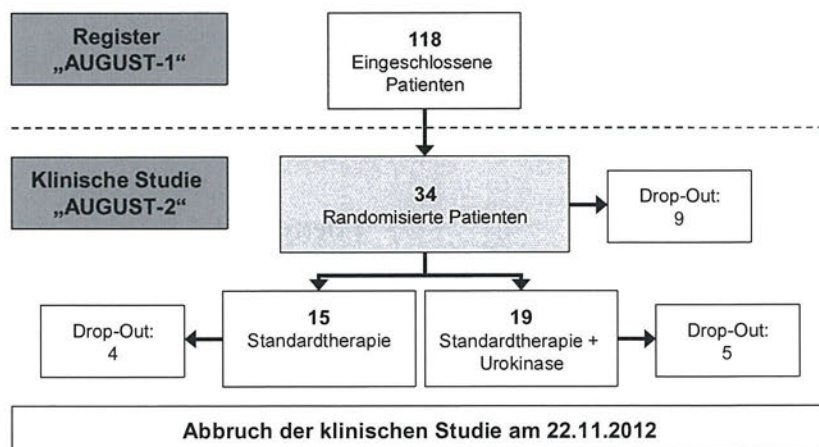 Register
„AUGUST-1“
118
Eingeschlossene
Patienten
Klinische Studie
„AUGUST-2“
34
Randomisierte Patienten
Drop-Out:
9
Drop-Out:
4
15
Standardtherapie
19
Standardtherapie +
Urokinase
Drop-Out:
5
Abbruch der klinischen Studie am 22.11.2012